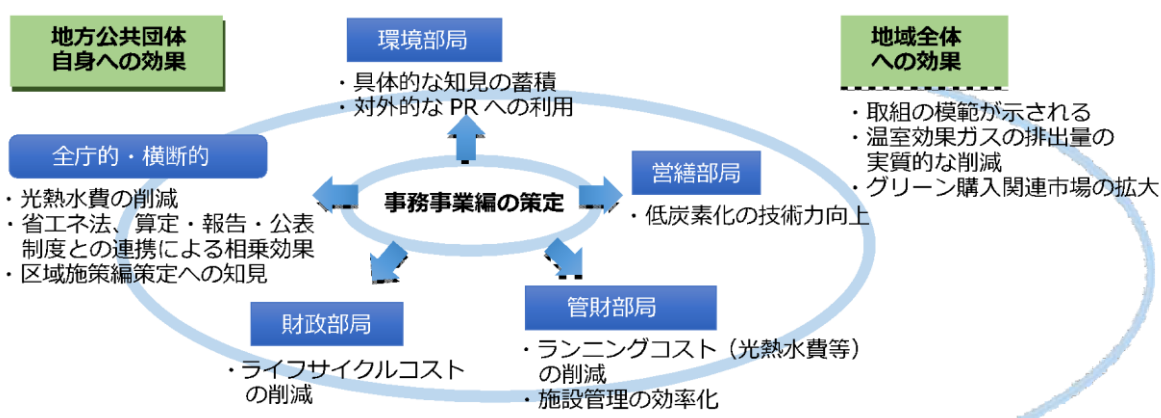 地方公共団体
自身への効果
環境部局
・具体的な知見の蓄積
・対外的な PR への利用
地域全体
への効果
・取組の模範が示される
・温室効果ガスの排出量の
実質的な削減
・グリーン購入関連市場の拡大
全庁的・横断的
・光熱水費の削減
・省エネ法、算定・報告・公表
制度との連携による相乗効果
・区域施策編策定への知見
事務事業編の策定
営繕部局
・低炭素化の技術力向上
財政部局
・ライフサイクルコスト
の削減
管財部局
・ランニングコスト（光熱水費等）
の削減
・施設管理の効率化